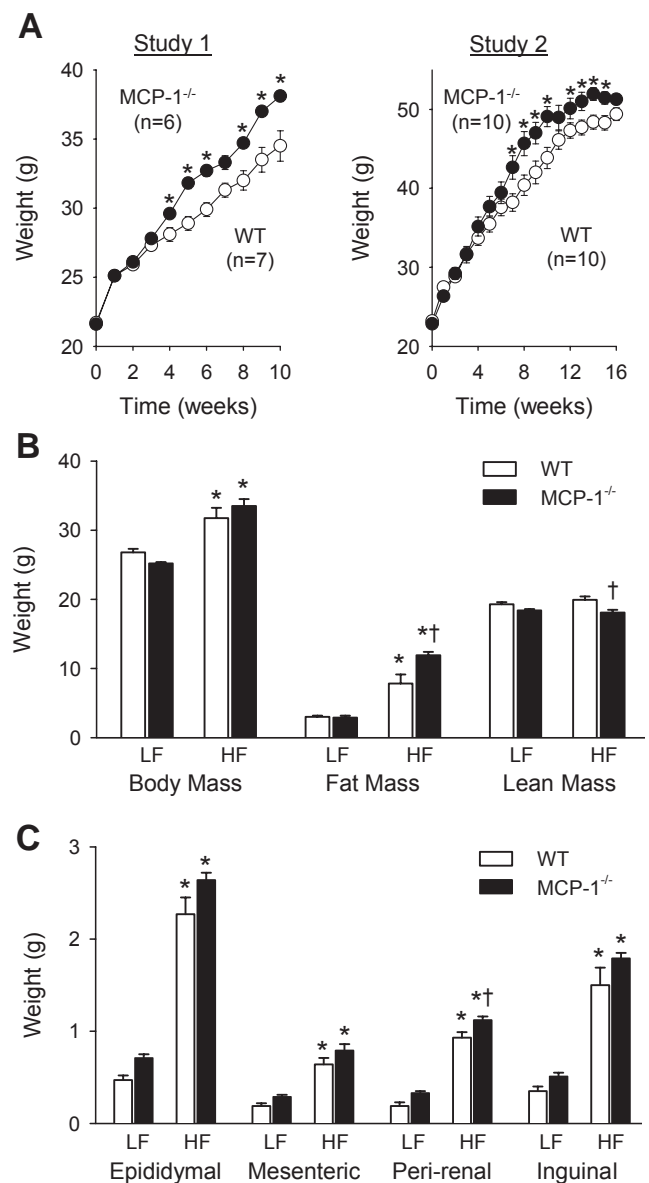 A
Study 1
Study 2
Weight (g)
40
35
30
25
20
MCP-1-/-
(n=6)
* * * * * *
WT
(n=7)
0 2 4 6 8 10
Time (weeks)
Weight (g)
50
40
30
20
MCP-1-/-
(n=10)
* * * * * * * *
WT
(n=10)
0 4 8 12 16
Time (weeks)
B
Weight (g)
40
30
20
10
0
WT
MCP-1-/-
* *
* *†
†
LF HF LF HF LF HF
Body Mass Fat Mass Lean Mass
C
Weight (g)
3
2
1
0
WT
MCP-1-/-
* *
* *
* *†
* *
LF HF LF HF LF HF LF HF
Epididymal Mesenteric Peri-renal Inguinal